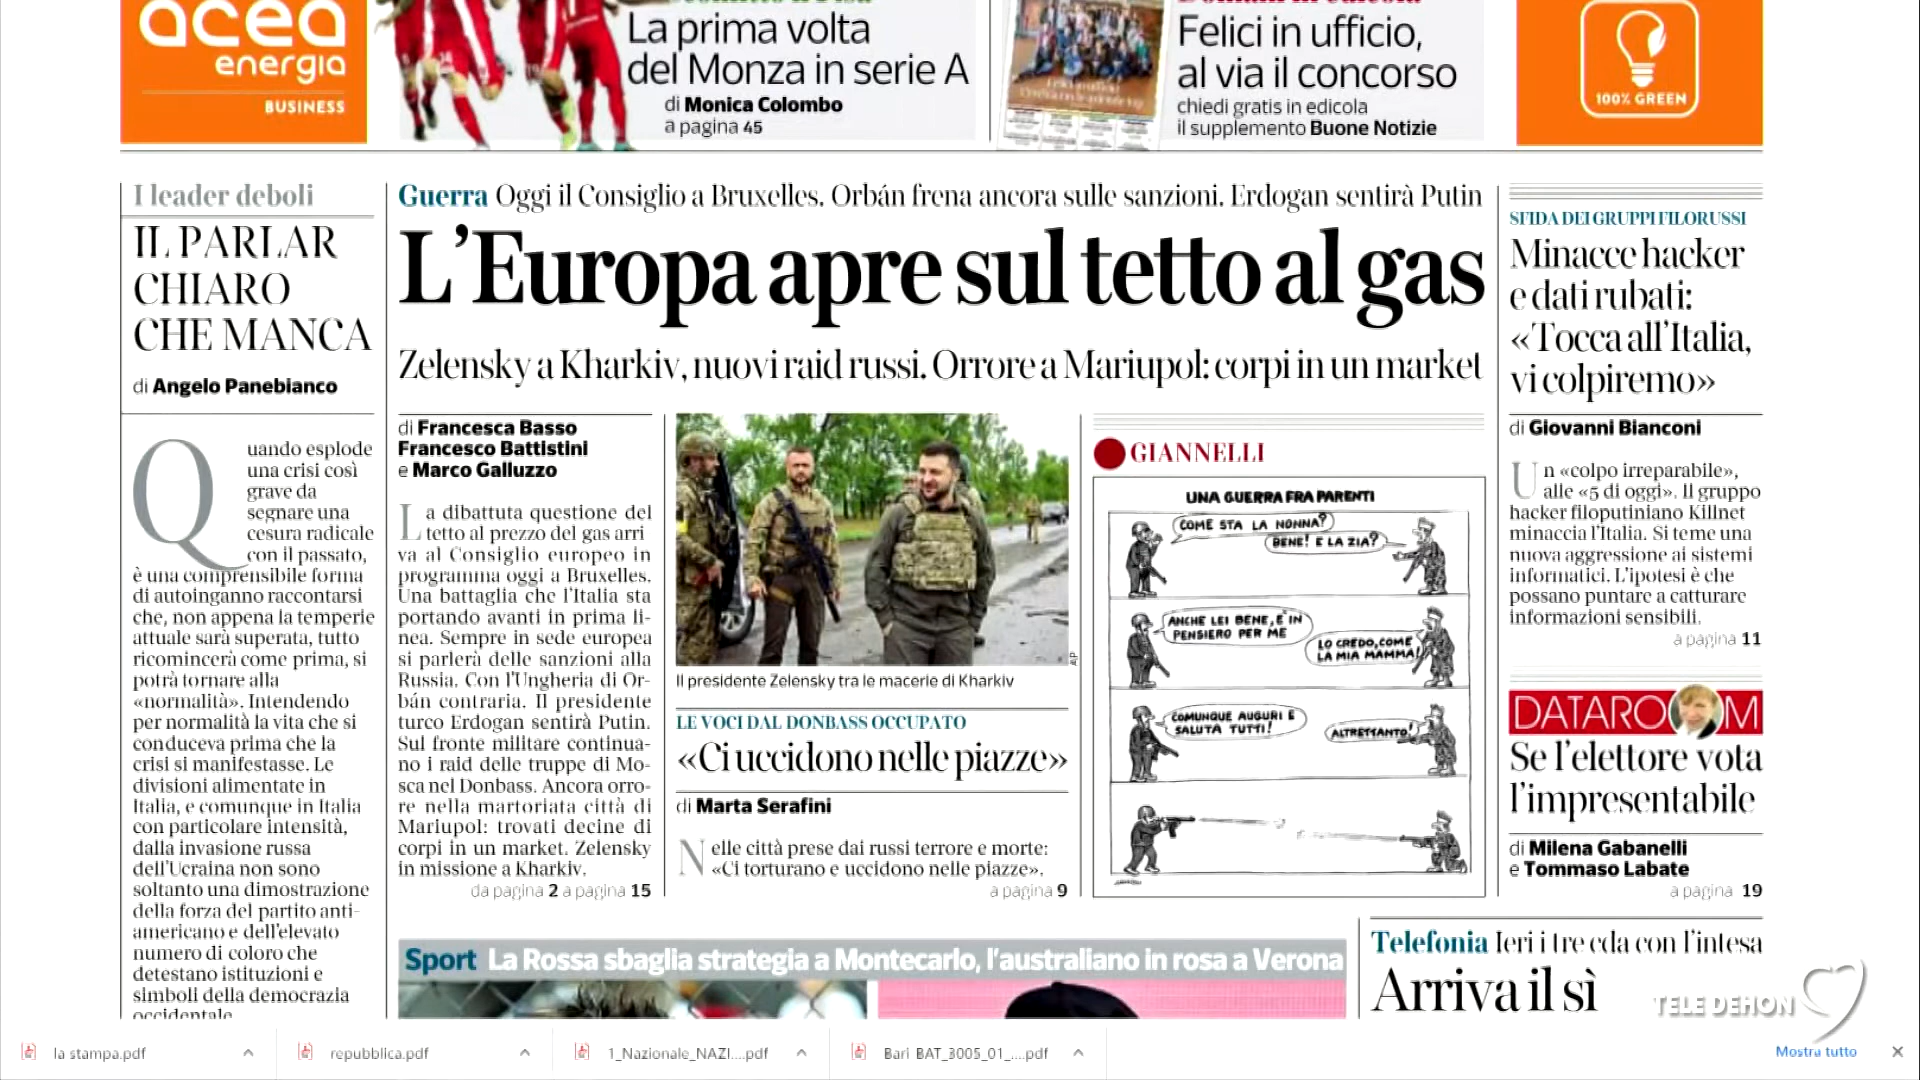 acea
energia
BUSINESS
La prima volta
del Monza in serie A
di Monica Colombo
a pagina 45
Felici in ufficio,
al via il concorso
chiedi gratis in edicola
il supplemento Buone Notizie
100% GREEN
I leader deboli
IL PARLAR
CHIARO
CHE MANCA
di Angelo Panebianco
Quando esplode
una crisi così
grave da
segnare una
cesura radicale
con il passato,
è una comprensibile forma
di autoinganno raccontarsi
che, non appena la temperie
attuale sarà superata, tutto
ricomincerà come prima, si
potrà tornare alla
«normalità». Intendendo
per normalità la vita che si
conduceva prima che la
crisi si manifestasse. Le
divisioni alimentate in
Italia, e comunque in Italia
con particolare intensità,
dalla invasione russa
dell'Ucraina non sono
soltanto una dimostrazione
della forza del partito anti-
americano e dell'elevato
numero di coloro che
detestano istituzioni e
simboli della democrazia
occidentale.
Guerra Oggi il Consiglio a Bruxelles. Orbán frena ancora sulle sanzioni. Erdogan sentirà Putin
L'Europa apre sul tetto al gas
Zelensky a Kharkiv, nuovi raid russi. Orrore a Mariupol: corpi in un market
di Francesca Basso
Francesco Battistini
e Marco Galluzzo
La dibattuta questione del
tetto al prezzo del gas arri
va al Consiglio europeo in
programma oggi a Bruxelles.
Una battaglia che l'Italia sta
portando avanti in prima li-
nea. Sempre in sede europea
si parlerà delle sanzioni alla
Russia. Con l'Ungheria di Or-
bán contraria. Il presidente
turco Erdogan sentirà Putin.
Sul fronte militare continua-
no i raid delle truppe di Mo-
sca nel Donbass. Ancora orro-
re nella martoriata città di
Mariupol: trovati decine di
corpi in un market. Zelensky
in missione a Kharkiv.
da pagina 2 a pagina 15
Il presidente Zelensky tra le macerie di Kharkiv
LE VOCI DAL DONBASS OCCUPATO
«Ci uccidono nelle piazze»
di Marta Serafini
Nelle città prese dai russi terrore e morte:
«Ci torturano e uccidono nelle piazze».
a pagina 9
GIANNELLI
UNA GUERRA FRA PARENTI
COME STA LA NONNA?
BENE! E LA ZIA?
ANCHE LEI BENE, E' IN
PENSIERO PER ME
LO CREDO, COME
LA MIA MAMMA!
COMUNQUE AUGURI E
SALUTA TUTTI!
ALTRETTANTO!
SFIDA DEI GRUPPI FILORUSSI
Minacce hacker
e dati rubati:
«Tocca all'Italia,
vi colpiremo»
di Giovanni Bianconi
Un «colpo irreparabile»,
alle «5 di oggi». Il gruppo
hacker filoputiniano Killnet
minaccia l'Italia. Si teme una
nuova aggressione ai sistemi
informatici. L'ipotesi è che
possano puntare a catturare
informazioni sensibili.
a pagina 11
DATAROOM
Se l'elettore vota
l'impresentabile
di Milena Gabanelli
e Tommaso Labate
a pagina 19
Sport La Rossa sbaglia strategia a Montecarlo, l'australiano in rosa a Verona
Telefonia Ieri i tre cda con l'intesa
Arriva il sì
TELE DEHON
la stampa.pdf
repubblica.pdf
1_Nazionale_NAZI....pdf
Bari BAT_3005_01_....pdf
Mostra tutto